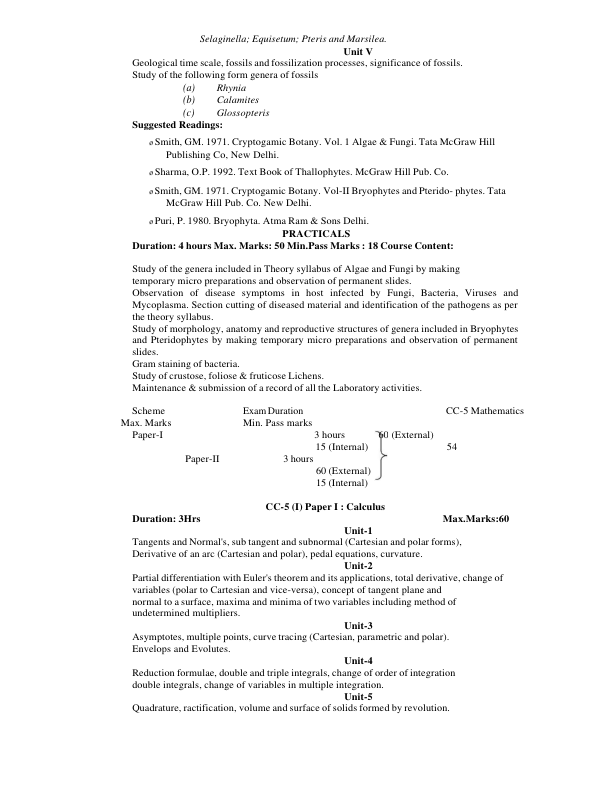 Selaginella; Equisetum; Pteris and Marsilea.
Unit V
Geological time scale, fossils and fossilization processes, significance of fossils.
Study of the following form genera of fossils
(a) Rhynia
(b) Calamites
(c) Glossopteris
Suggested Readings:
ø Smith, GM. 1971. Cryptogamic Botany. Vol. 1 Algae & Fungi. Tata McGraw Hill
Publishing Co, New Delhi.
ø Sharma, O.P. 1992. Text Book of Thallophytes. McGraw Hill Pub. Co.
ø Smith, GM. 1971. Cryptogamic Botany. Vol-II Bryophytes and Pterido- phytes. Tata
McGraw Hill Pub. Co. New Delhi.
ø Puri, P. 1980. Bryophyta. Atma Ram & Sons Delhi.
PRACTICALS
Duration: 4 hours Max. Marks: 50 Min.Pass Marks : 18 Course Content:
Study of the genera included in Theory syllabus of Algae and Fungi by making
temporary micro preparations and observation of permanent slides.
Observation of disease symptoms in host infected by Fungi, Bacteria, Viruses and
Mycoplasma. Section cutting of diseased material and identification of the pathogens as per
the theory syllabus.
Study of morphology, anatomy and reproductive structures of genera included in Bryophytes
and Pteridophytes by making temporary micro preparations and observation of permanent
slides.
Gram staining of bacteria.
Study of crustose, foliose & fruticose Lichens.
Maintenance & submission of a record of all the Laboratory activities.
Scheme Exam Duration CC-5 Mathematics
Max. Marks Min. Pass marks
Paper-I 3 hours 60 (External)
15 (Internal) 54
Paper-II 3 hours
60 (External)
15 (Internal)
CC-5 (I) Paper I : Calculus
Duration: 3Hrs Max.Marks:60
Unit-1
Tangents and Normal's, sub tangent and subnormal (Cartesian and polar forms),
Derivative of an arc (Cartesian and polar), pedal equations, curvature.
Unit-2
Partial differentiation with Euler's theorem and its applications, total derivative, change of
variables (polar to Cartesian and vice-versa), concept of tangent plane and
normal to a surface, maxima and minima of two variables including method of
undetermined multipliers.
Unit-3
Asymptotes, multiple points, curve tracing (Cartesian, parametric and polar).
Envelops and Evolutes.
Unit-4
Reduction formulae, double and triple integrals, change of order of integration
double integrals, change of variables in multiple integration.
Unit-5
Quadrature, ractification, volume and surface of solids formed by revolution.